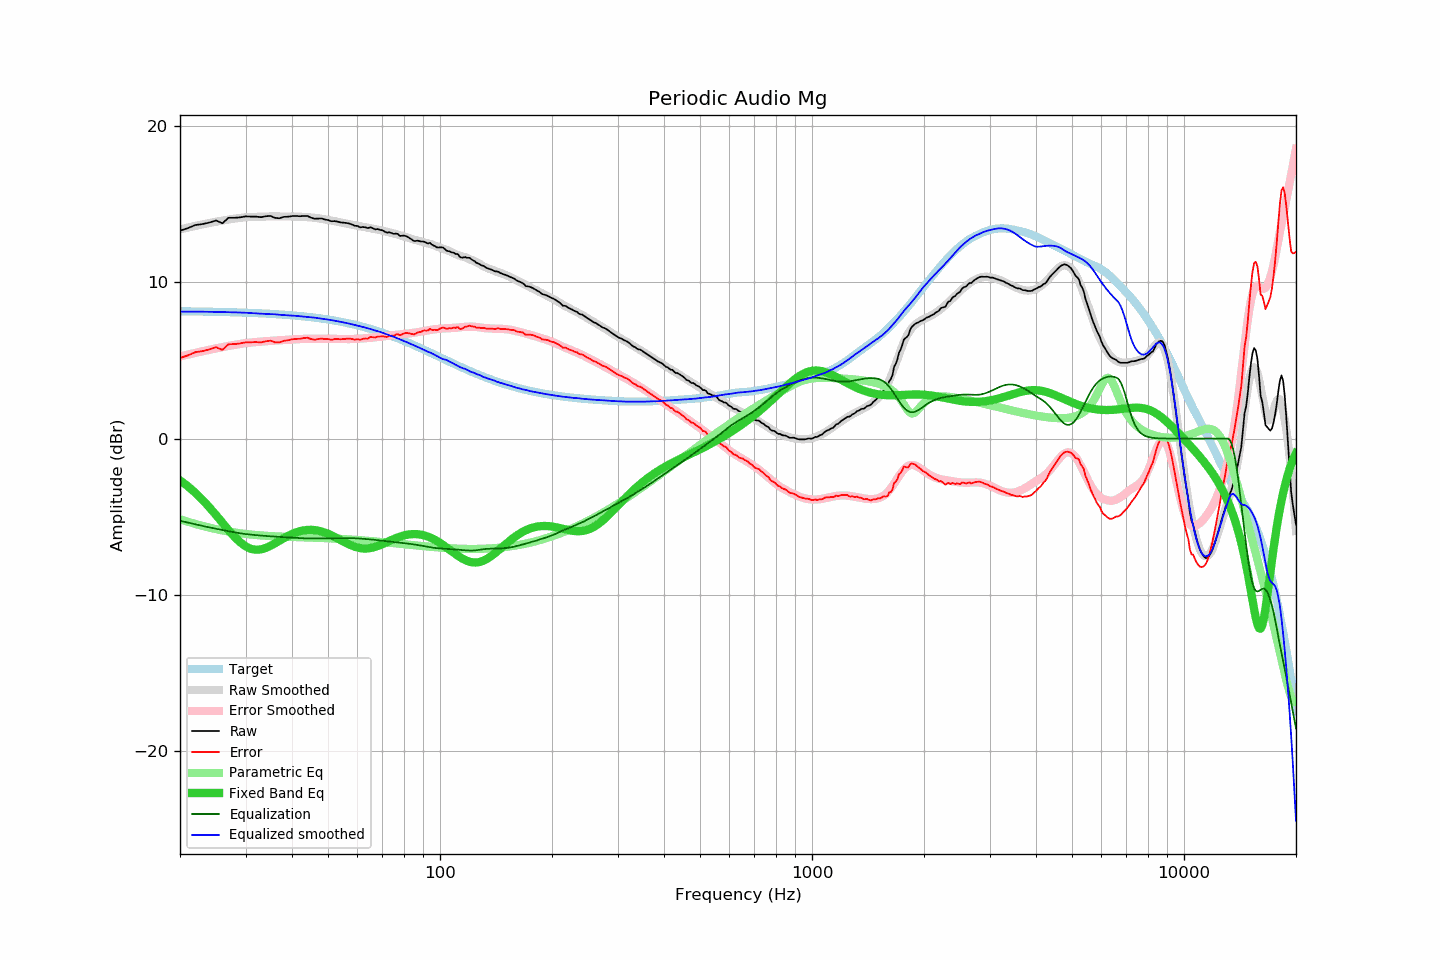 Periodic Audio Mg
20
10
0
−10
−20
Amplitude (dBr)
Target
Raw Smoothed
Error Smoothed
Raw
Error
Parametric Eq
Fixed Band Eq
Equalization
Equalized smoothed
100
1000
10000
Frequency (Hz)